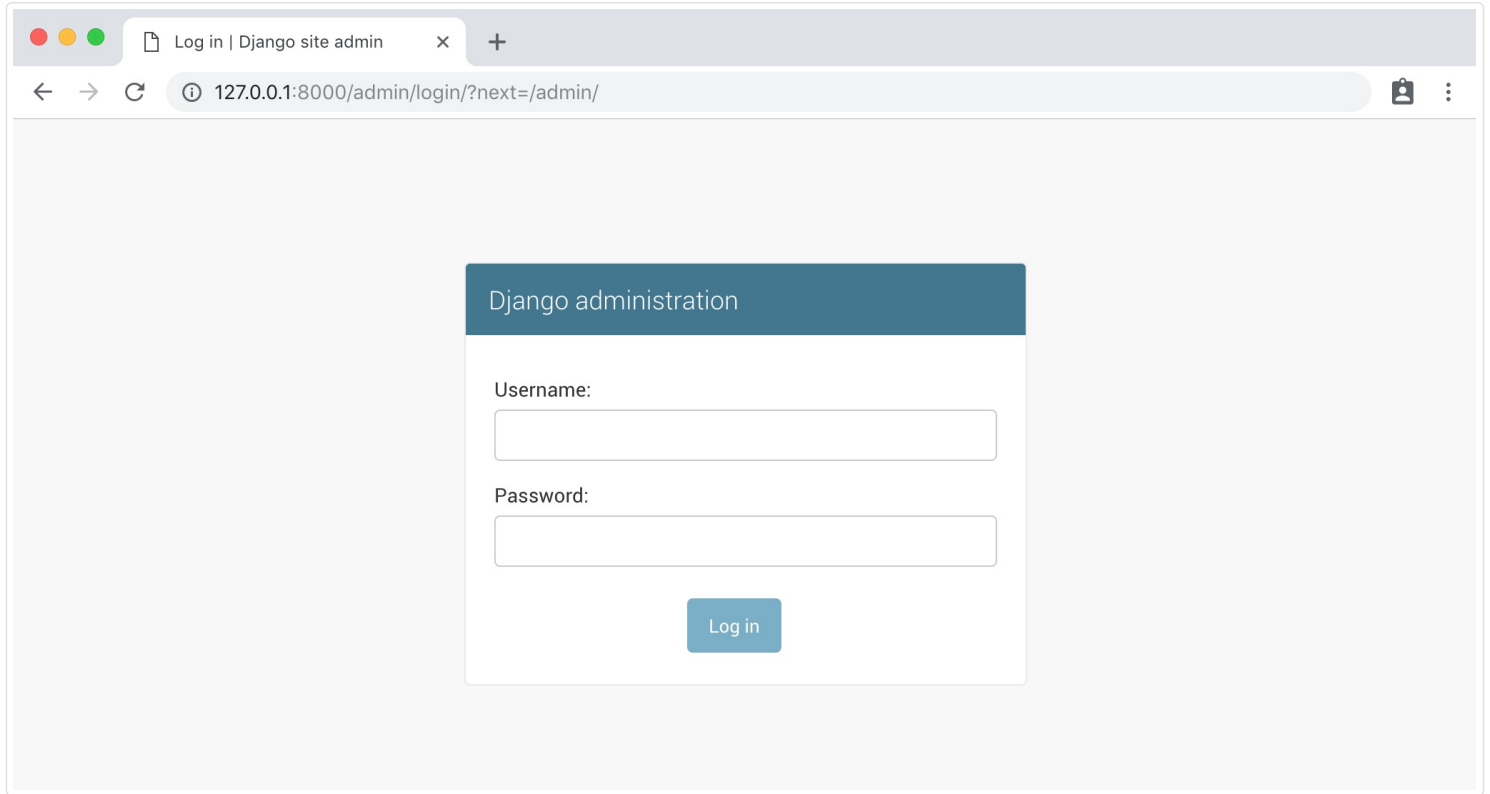 Log in | Django site admin
127.0.0.1:8000/admin/login/?next=/admin/
Django administration
Username:
Password:
Log in